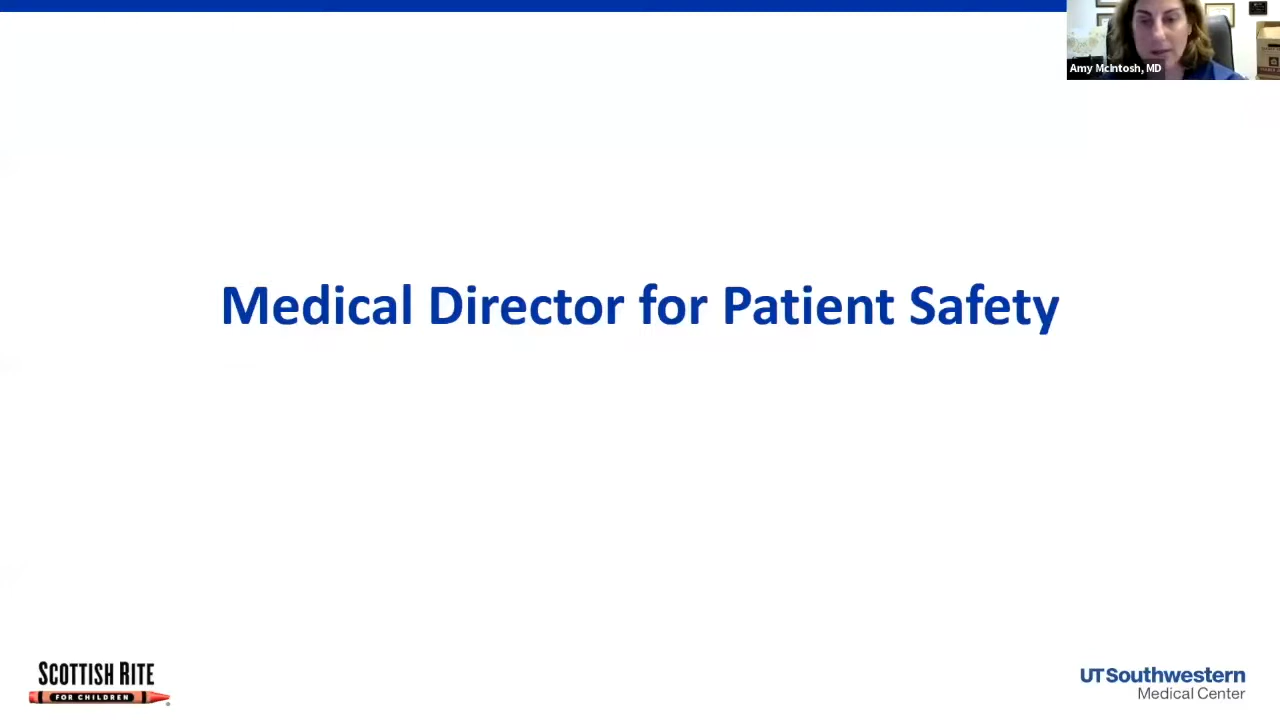 Amy McIntosh, MD
Medical Director for Patient Safety
SCOTTISH RITE
FOR CHILDREN
UTSouthwestern
Medical Center